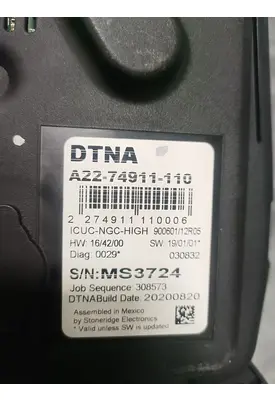 DTNA
A22-74911-110
2 274911 110006
ICUC-NGC-HIGH 900601/12R05
HW: 16/42/00 SW: 19/01/01*
Diag: 0029* 030832
S/N:MS3724
Job Sequence: 308573
DTNABuild Date: 20200820
Assembled in Mexico
by Stoneridge Electronics
* Valid unless SW is updated